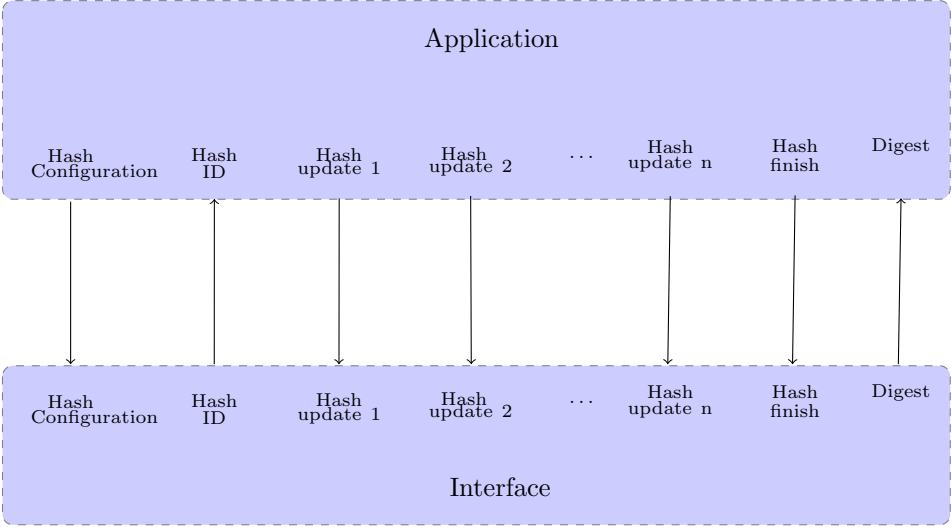 Application
Hash
Configuration
Hash
ID
Hash
update 1
Hash
update 2
...
Hash
update n
Hash
finish
Digest
Hash
Configuration
Hash
ID
Hash
update 1
Hash
update 2
...
Hash
update n
Hash
finish
Digest
Interface